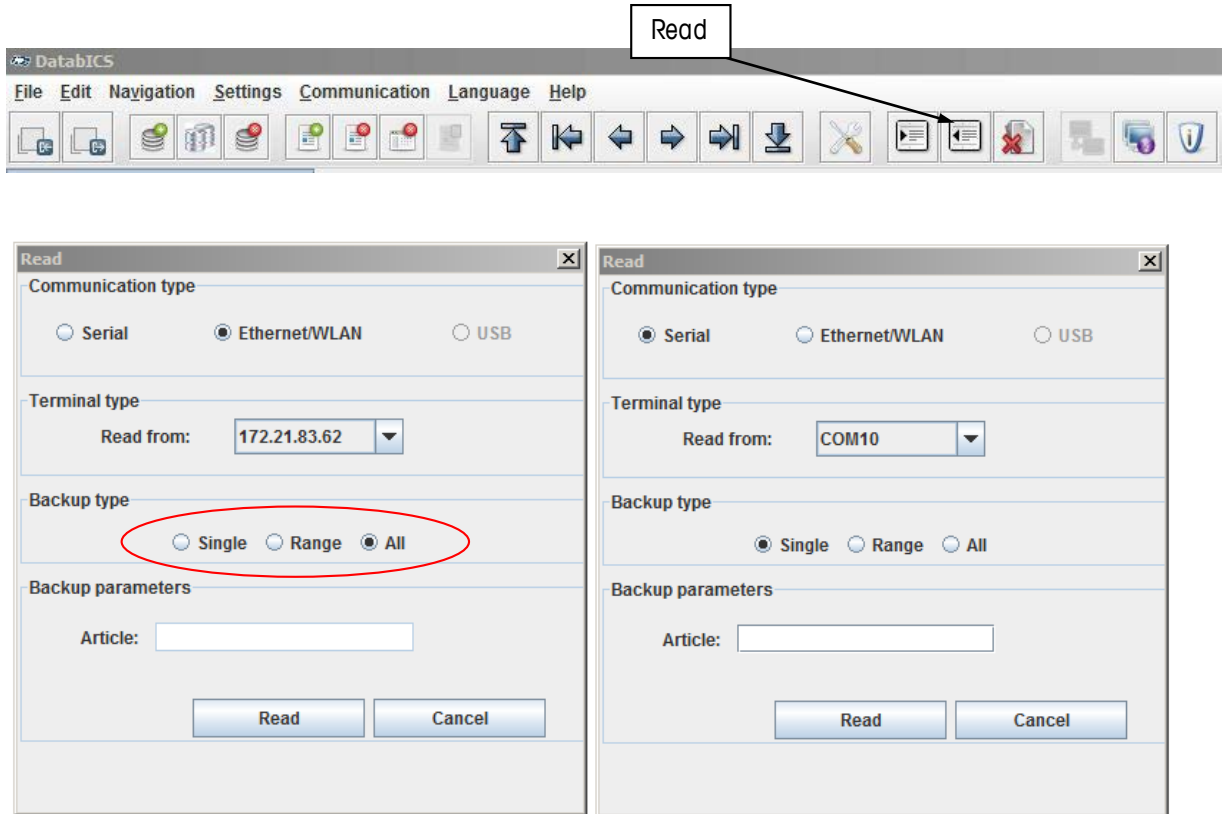 Read
DatabICS
File Edit Navigation Settings Communication Language Help
Read
Communication type
Serial Ethernet/WLAN USB
Terminal type
Read from: 172.21.83.62
Backup type
Single Range All
Backup parameters
Article:
Read Cancel
Read
Communication type
Serial Ethernet/WLAN USB
Terminal type
Read from: COM10
Backup type
Single Range All
Backup parameters
Article:
Read Cancel